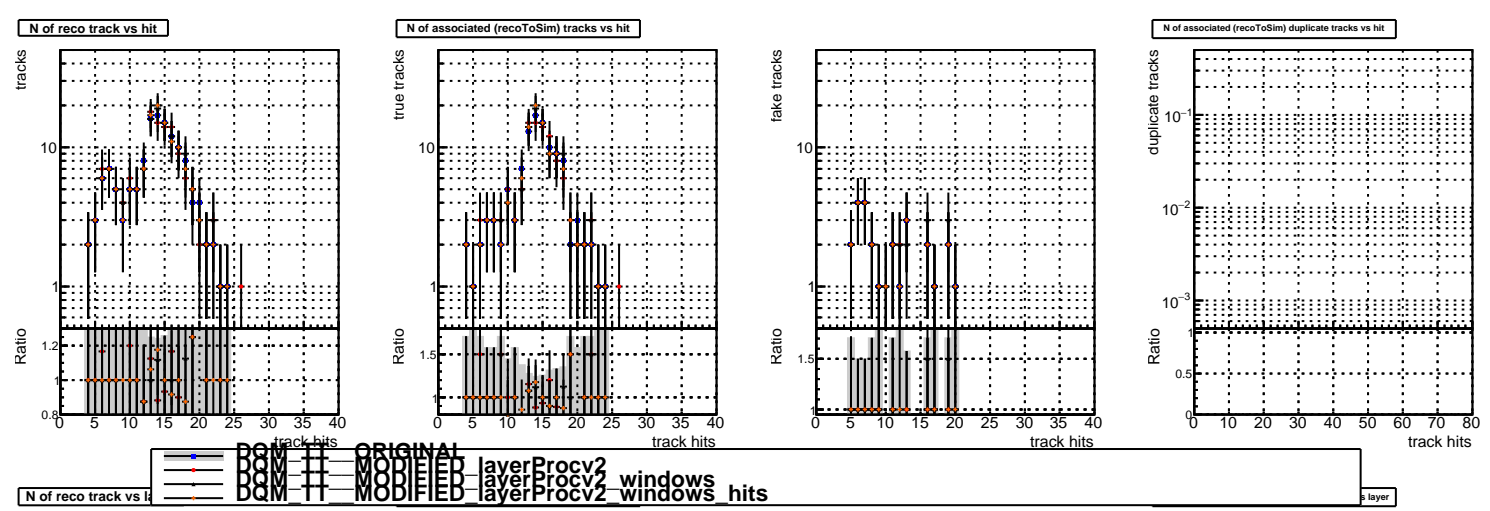 N of reco track vs hit
N of associated (recoToSim) tracks vs hit
N of associated (recoToSim) duplicate tracks vs hit
tracks
10
1
Ratio
1.2
1
0.8
0 5 10 15 20 25 30 35 40
track hits
true tracks
10
1
Ratio
1.5
1
0 5 10 15 20 25 30 35 40
track hits
fake tracks
10
1
Ratio
1.5
1
0 5 10 15 20 25 30 35 40
track hits
duplicate tracks
10−1
10−2
10−3
Ratio
1
0.5
0
0 10 20 30 40 50 60 70 80
track hits
DQM_TT__ORIGINAL
DQM_TT__MODIFIED_layerProcv2
DQM_TT__MODIFIED_layerProcv2_windows
DQM_TT__MODIFIED_layerProcv2_windows_hits
N of reco track vs la
s layer